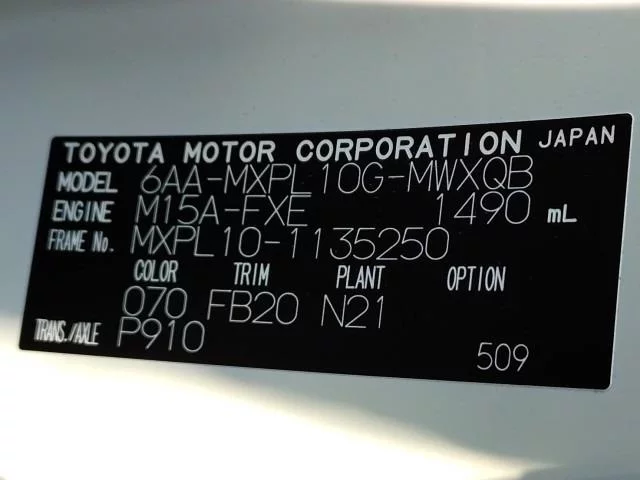 TOYOTA MOTOR CORPORATION JAPAN
MODEL 6AA-MXPL10G-MWXQB
ENGINE M15A-FXE 1490 mL
FRAME No. MXPL10-1135250
COLOR TRIM PLANT OPTION
070 FB20 N21
TRANS./AXLE P910
509